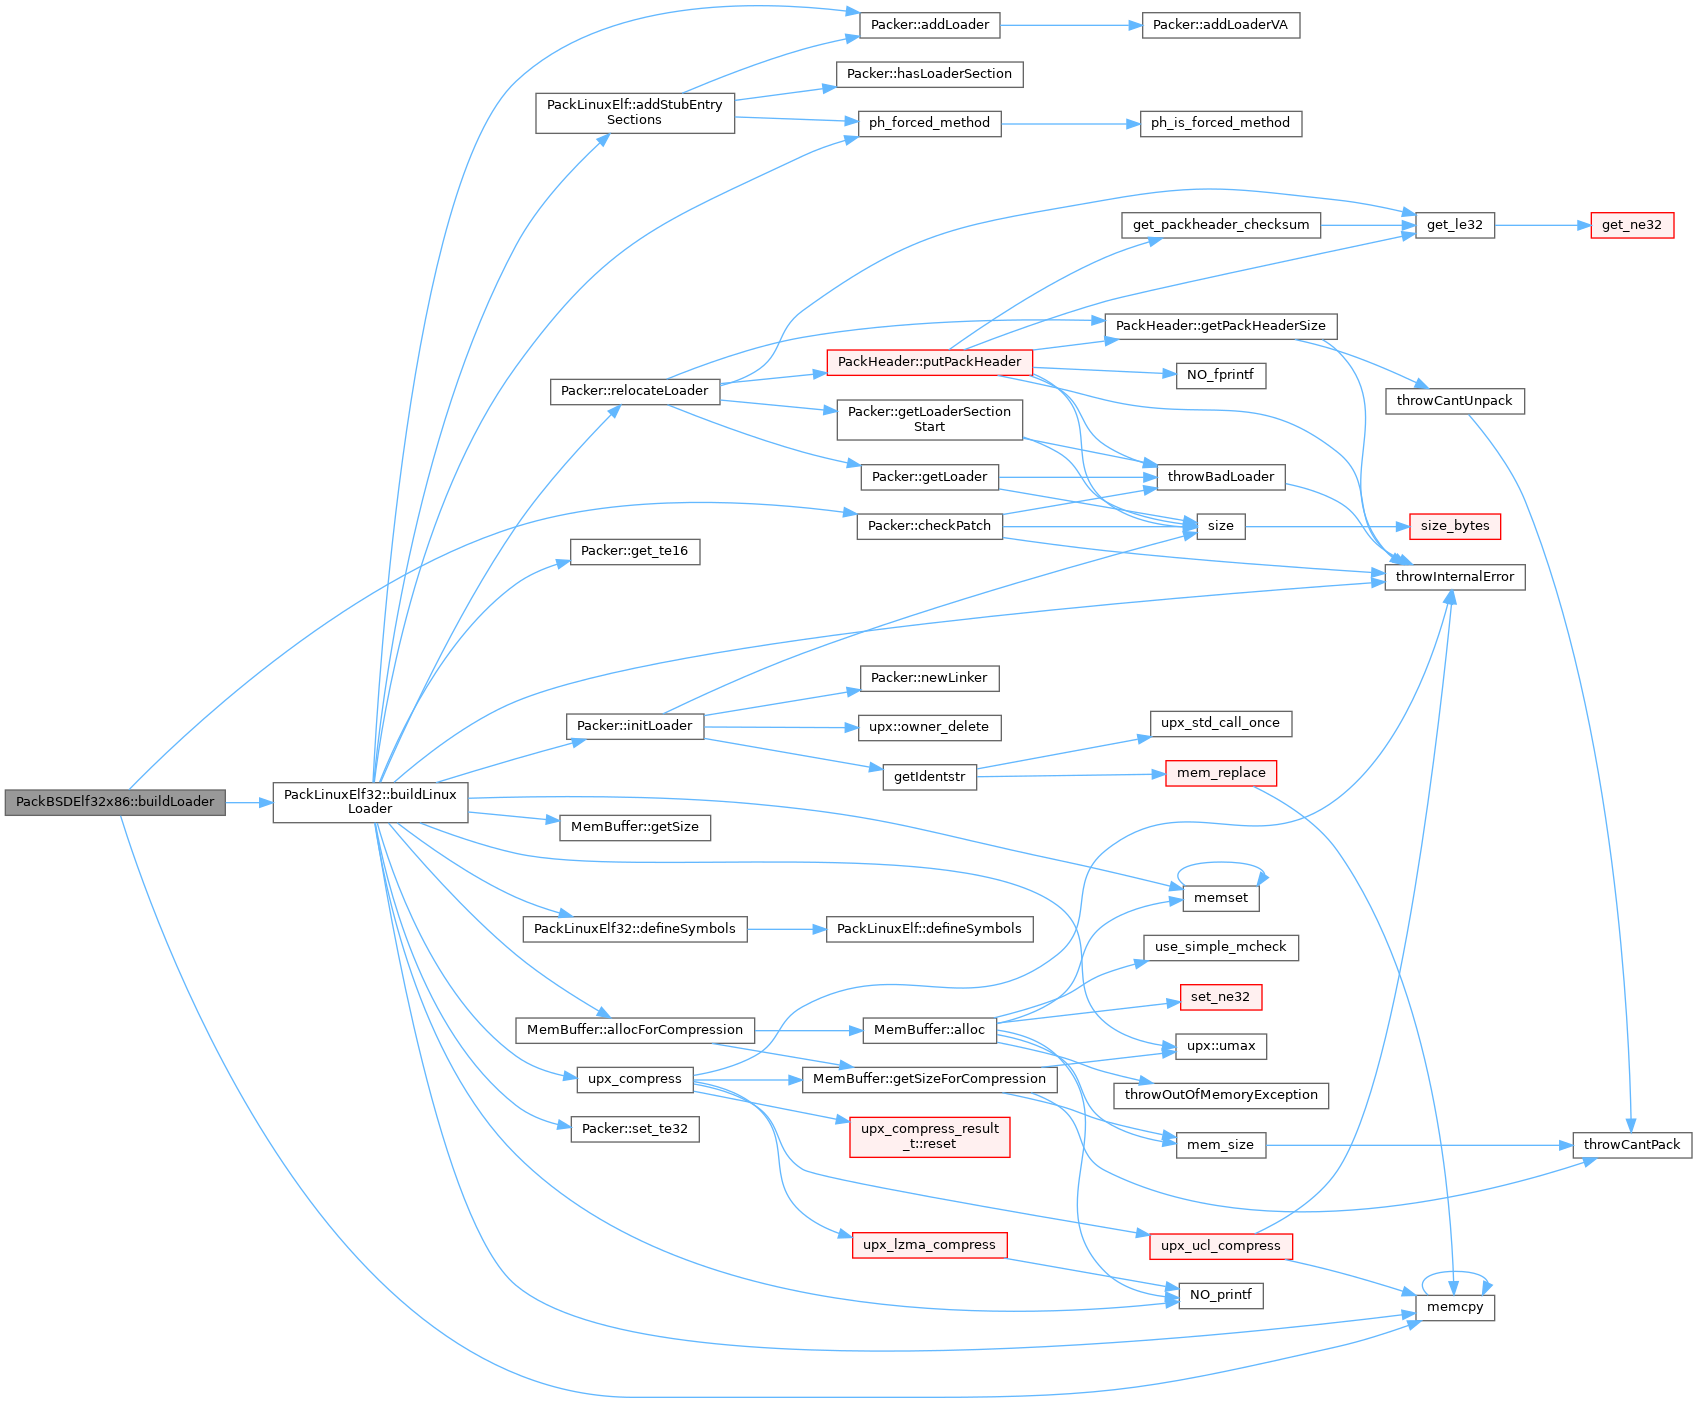 Packer::addLoader
Packer::addLoaderVA
Packer::hasLoaderSection
PackLinuxElf::addStubEntry
Sections
ph_forced_method
ph_is_forced_method
get_packheader_checksum
get_le32
get_ne32
PackHeader::getPackHeaderSize
PackHeader::putPackHeader
NO_fprintf
Packer::relocateLoader
throwCantUnpack
Packer::getLoaderSection
Start
Packer::getLoader
throwBadLoader
Packer::checkPatch
size
size_bytes
Packer::get_te16
throwInternalError
Packer::newLinker
Packer::initLoader
upx::owner_delete
upx_std_call_once
getIdentstr
mem_replace
PackBSDElf32x86::buildLoader
PackLinuxElf32::buildLinux
Loader
MemBuffer::getSize
memset
PackLinuxElf32::defineSymbols
PackLinuxElf::defineSymbols
use_simple_mcheck
set_ne32
MemBuffer::allocForCompression
MemBuffer::alloc
upx::umax
upx_compress
MemBuffer::getSizeForCompression
throwOutOfMemoryException
Packer::set_te32
upx_compress_result
_t::reset
mem_size
throwCantPack
upx_lzma_compress
upx_ucl_compress
NO_printf
memcpy